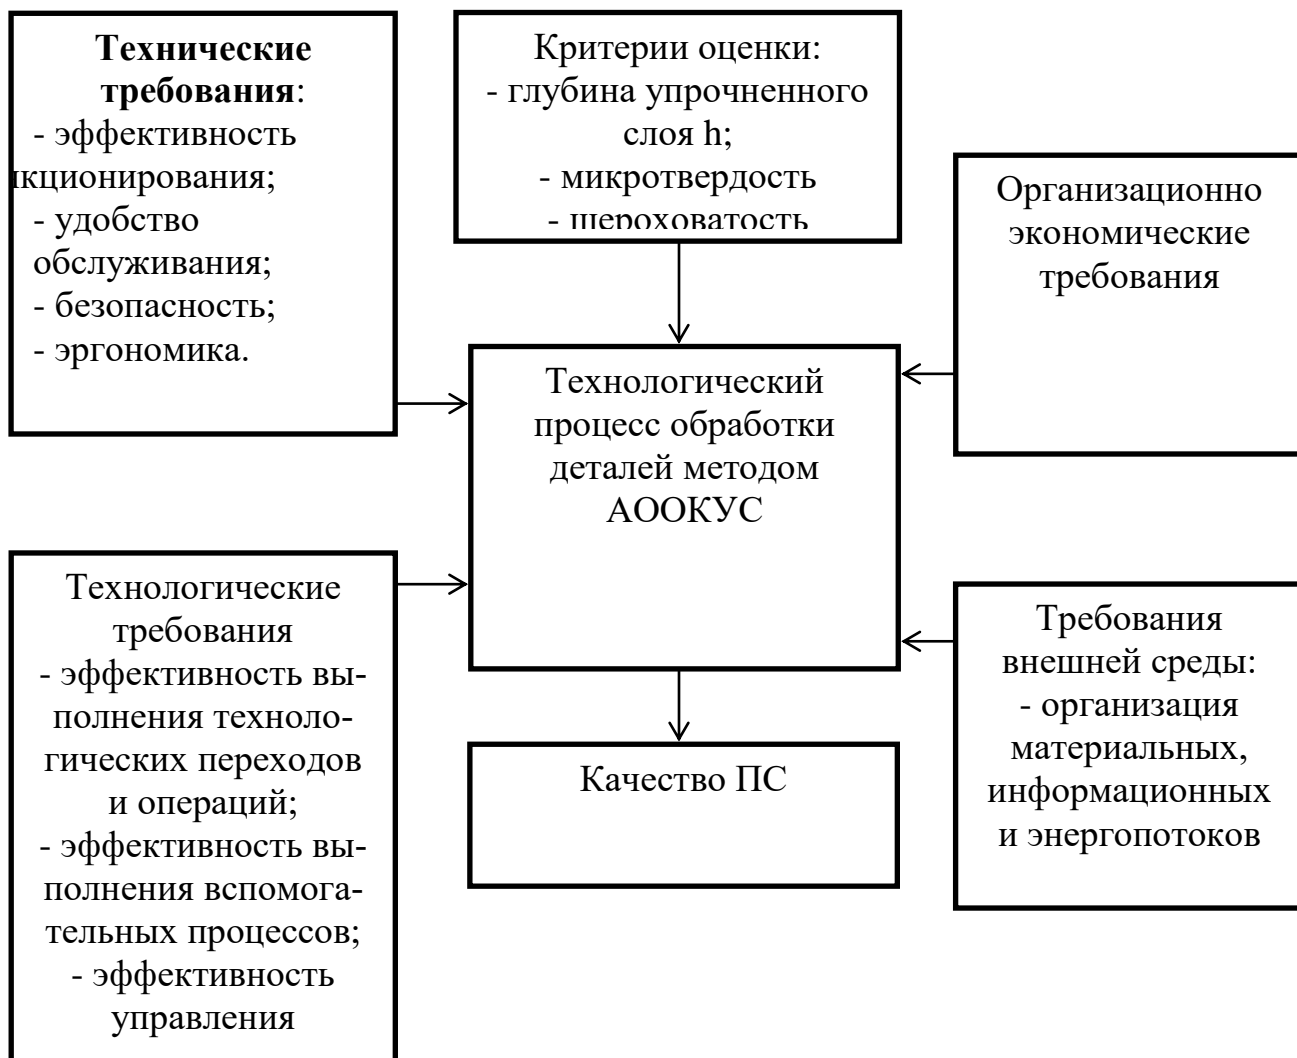 Технические
требования:
- эффективность
кционирования;
- удобство
обслуживания;
- безопасность;
- эргономика.
Критерии оценки:
- глубина упрочненного
слоя h;
- микротвердость
- шероховатость
Организационно
экономические
требования
Технологический
процесс обработки
деталей методом
АООКУС
Технологические
требования
- эффективность вы-
полнения техноло-
гических переходов
и операций;
- эффективность вы-
полнения вспомога-
тельных процессов;
- эффективность
управления
Требования
внешней среды:
- организация
материальных,
информационных
и энергопотоков
Качество ПС